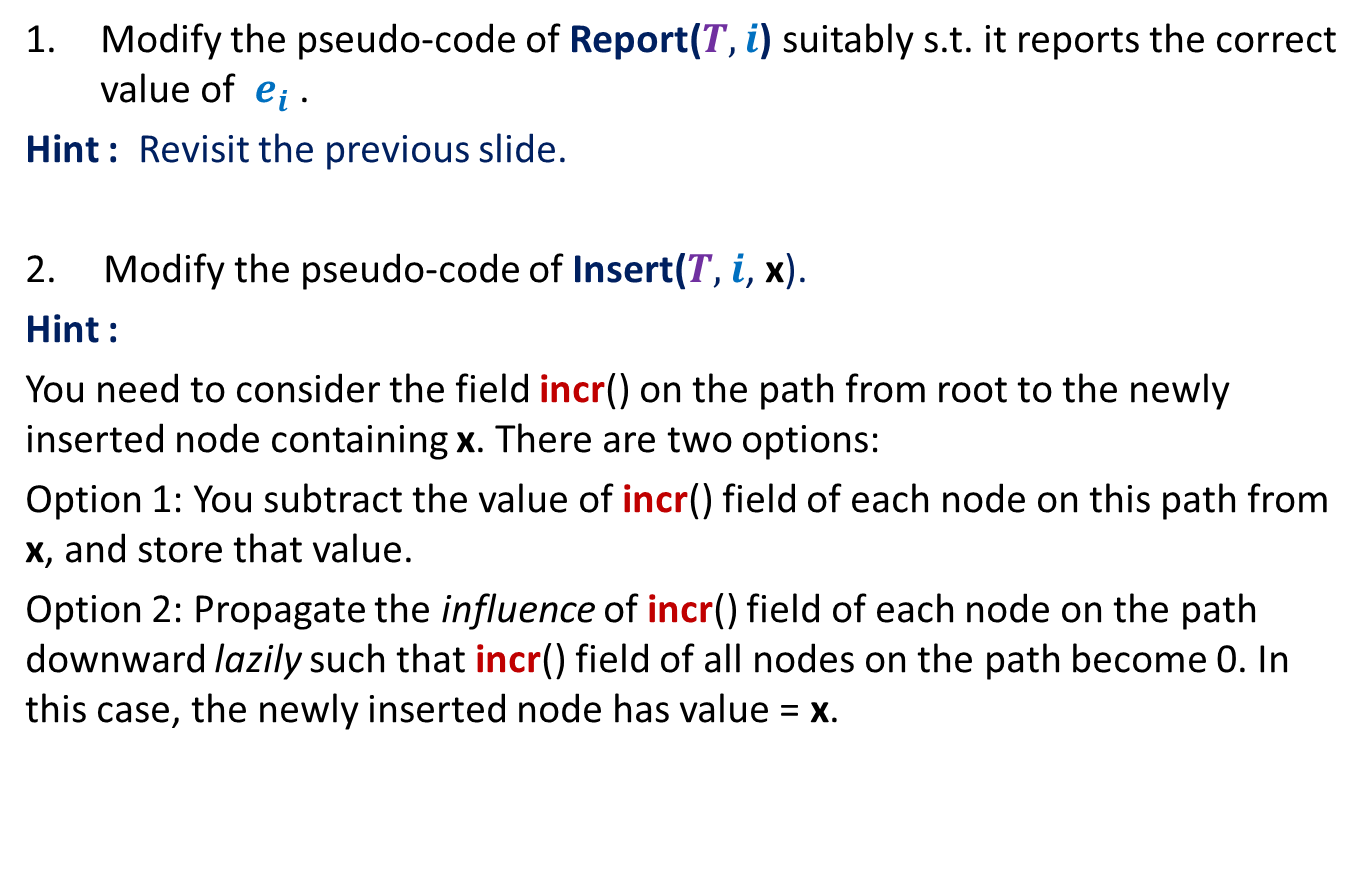 1. Modify the pseudo-code of Report(T, i) suitably s.t. it reports the correct
value of eᵢ .
Hint : Revisit the previous slide.
2. Modify the pseudo-code of Insert(T, i, x).
Hint :
You need to consider the field incr() on the path from root to the newly
inserted node containing x. There are two options:
Option 1: You subtract the value of incr() field of each node on this path from
x, and store that value.
Option 2: Propagate the influence of incr() field of each node on the path
downward lazily such that incr() field of all nodes on the path become 0. In
this case, the newly inserted node has value = x.